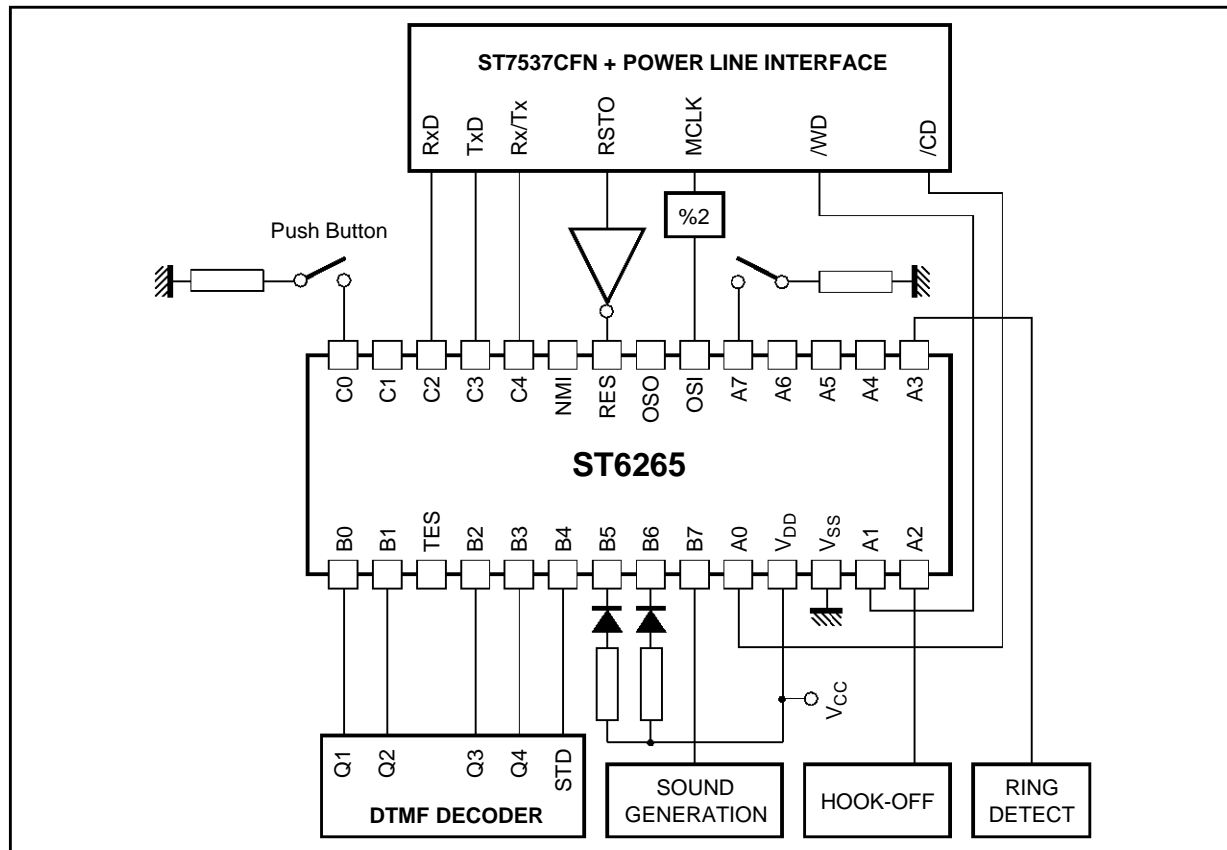 ST7537CFN + POWER LINE INTERFACE
RxD TxD Rx/Tx RSTO MCLK /WD /CD
%2
Push Button
C0 C1 C2 C3 C4 NMI RES OSO OSI A7 A6 A5 A4 A3
ST6265
B0 B1 TES B2 B3 B4 B5 B6 B7 A0 VDD VSS A1 A2
VCC
Q1 Q2 Q3 Q4 STD
DTMF DECODER
SOUND
GENERATION
HOOK-OFF
RING
DETECT